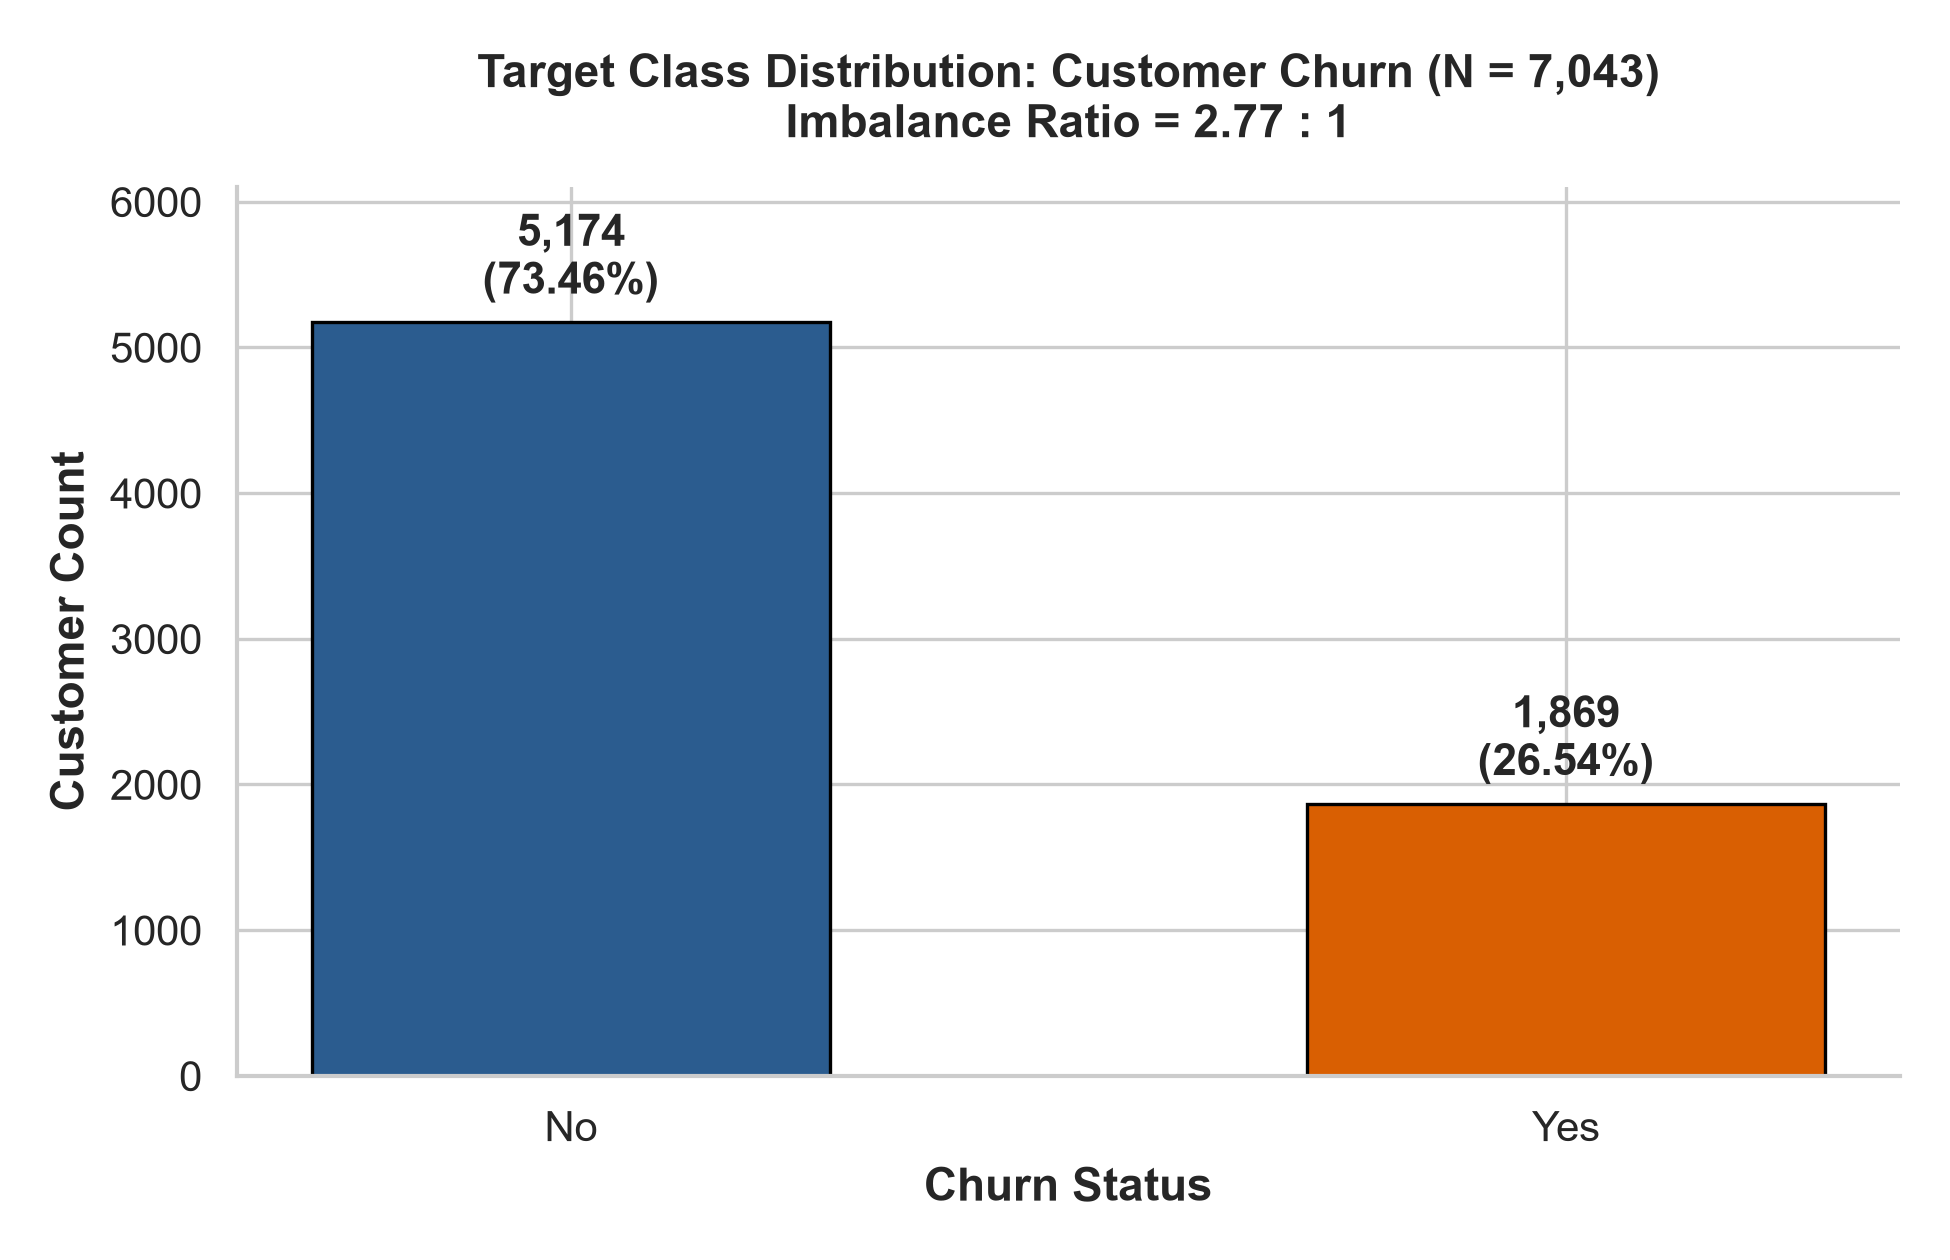 Target Class Distribution: Customer Churn (N = 7,043)
Imbalance Ratio = 2.77 : 1
6000
5,174
(73.46%)
5000
4000
3000
1,869
(26.54%)
2000
1000
0
Customer Count
No
Yes
Churn Status